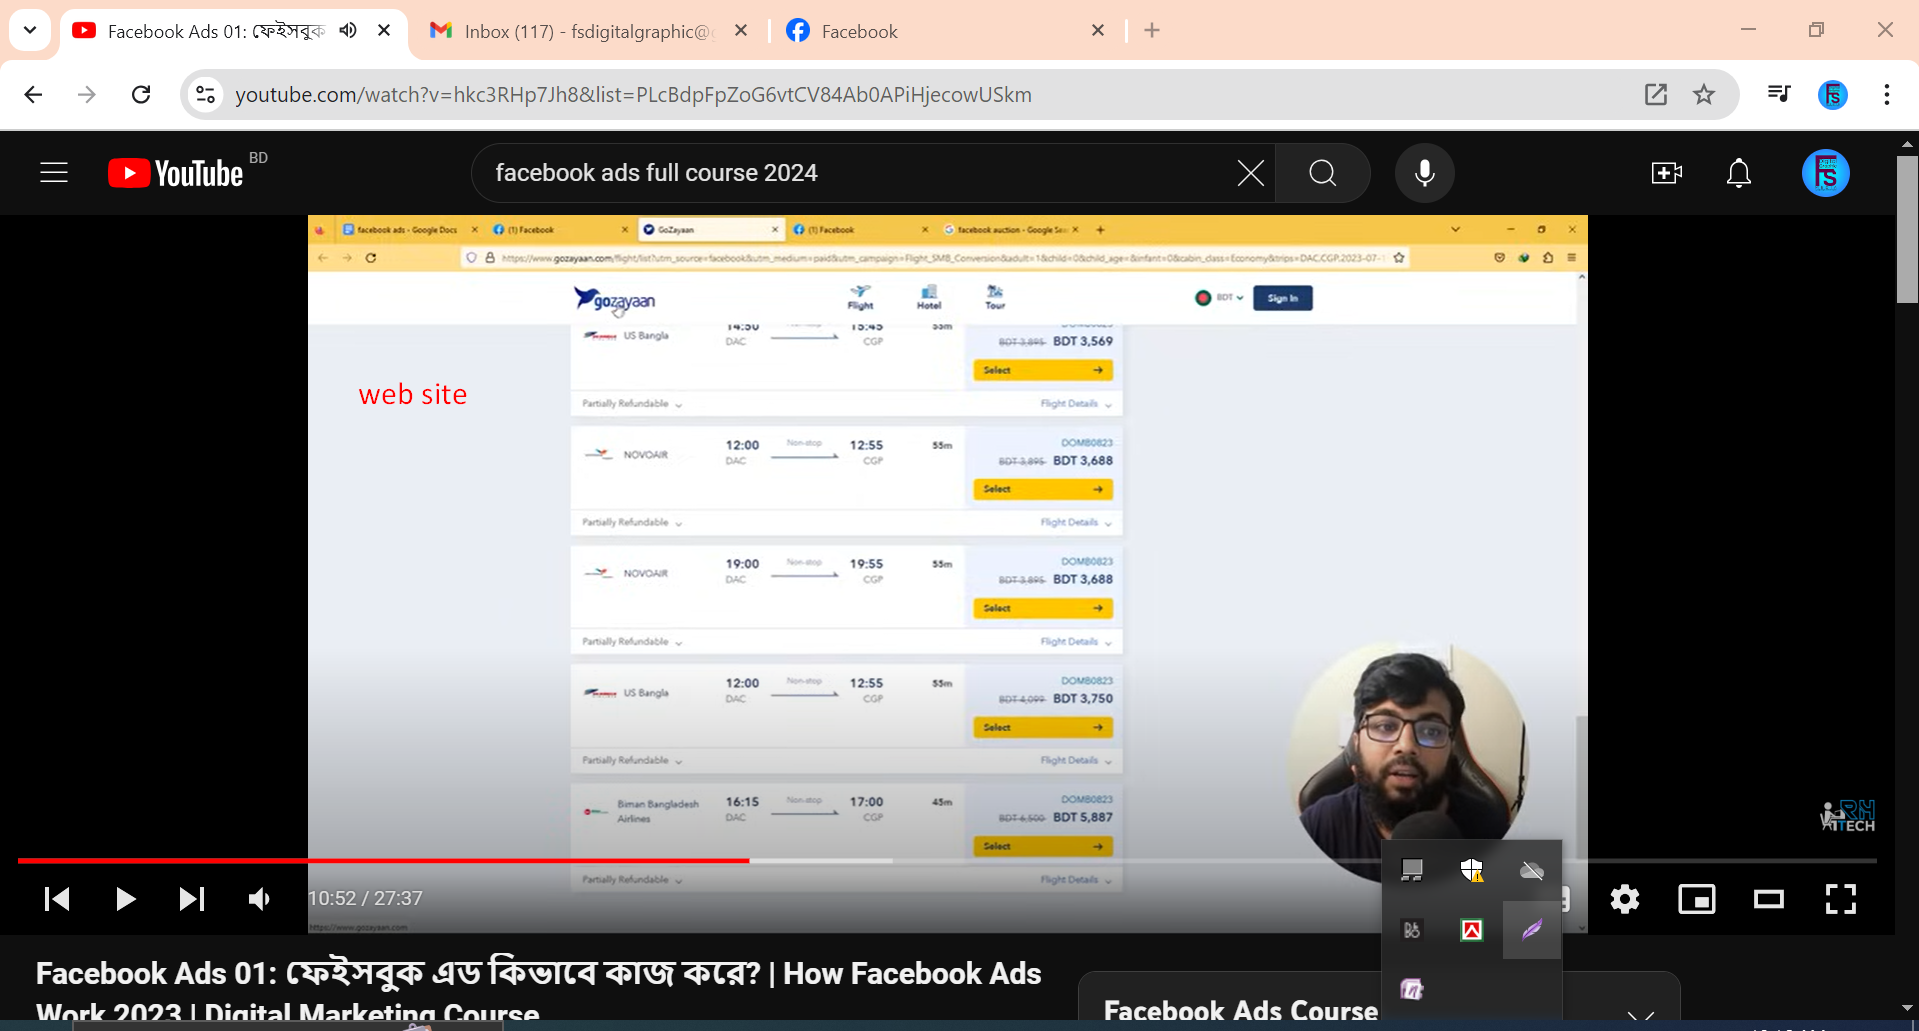 Facebook Ads 01: ফেইসবুক
Inbox (117) - fsdigitalgraphic@g
Facebook
youtube.com/watch?v=hkc3RHp7Jh8&list=PLcBdpFpZoG6vtCV84Ab0APiHjecowUSkm
YouTube BD
facebook ads full course 2024
facebook ads - Google Docs
(1) Facebook
GoZayaan
(1) Facebook
facebook auction - Google Sea
https://www.gozayaan.com/flight/list?utm_source=facebook&utm_medium=paid&utm_campaign=Flight_SMB_Conversion&adult=1&child=0&child_age=&infant=0&cabin_class=Economy&trips=DAC,CGP,2023-07-1
gozayaan
Flight
Hotel
Tour
BDT
Sign In
US Bangla 14:50 Non-stop 15:45 55m DOMB0823
DAC CGP BDT 3,895 BDT 3,569
Select
web site
Partially Refundable Flight Details
NOVOAIR 12:00 Non-stop 12:55 55m DOMB0823
DAC CGP BDT 3,895 BDT 3,688
Select
Partially Refundable Flight Details
NOVOAIR 19:00 Non-stop 19:55 55m DOMB0823
DAC CGP BDT 3,895 BDT 3,688
Select
Partially Refundable Flight Details
US Bangla 12:00 Non-stop 12:55 55m DOMB0823
DAC CGP BDT 4,099 BDT 3,750
Select
Partially Refundable Flight Details
Biman Bangladesh Airlines 16:15 Non-stop 17:00 45m DOMB0823
DAC CGP BDT 6,500 BDT 5,887
Select
Partially Refundable Flight Details
RH
TECH
10:52 / 27:37
https://www.gozayaan.com
Facebook Ads 01: ফেইসবুক এড কিভাবে কাজ করে? | How Facebook Ads
Work 2023 | Digital Marketing Course
Facebook Ads Course